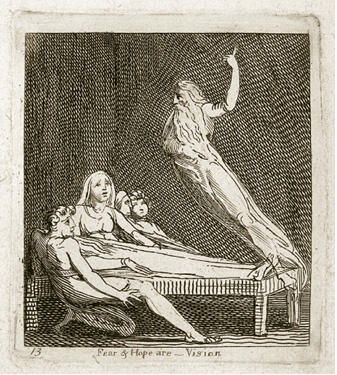 13 Fear & Hope are — Vision